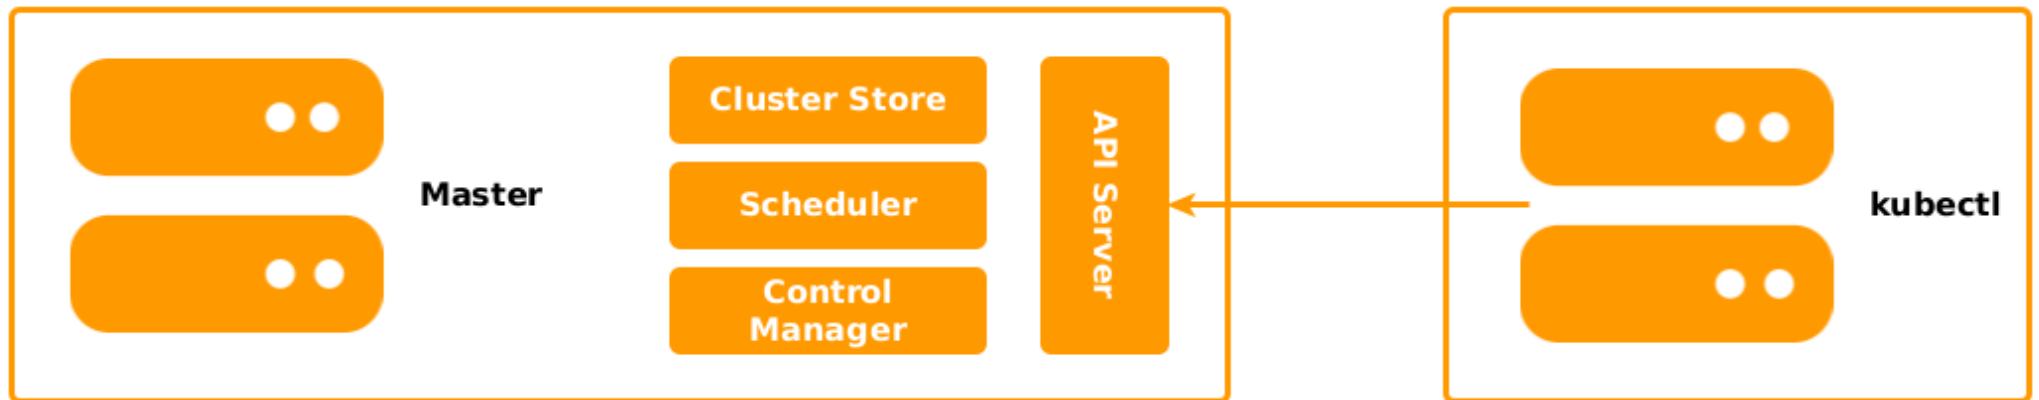 Master
Cluster Store
Scheduler
Control
Manager
API Server
kubectl